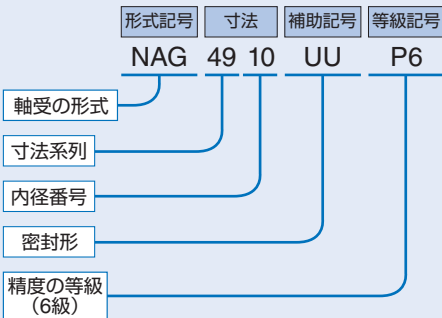 形式記号 寸法 補助記号 等級記号
NAG 49 10 UU P6
軸受の形式
寸法系列
内径番号
密封形
精度の等級
（6級）